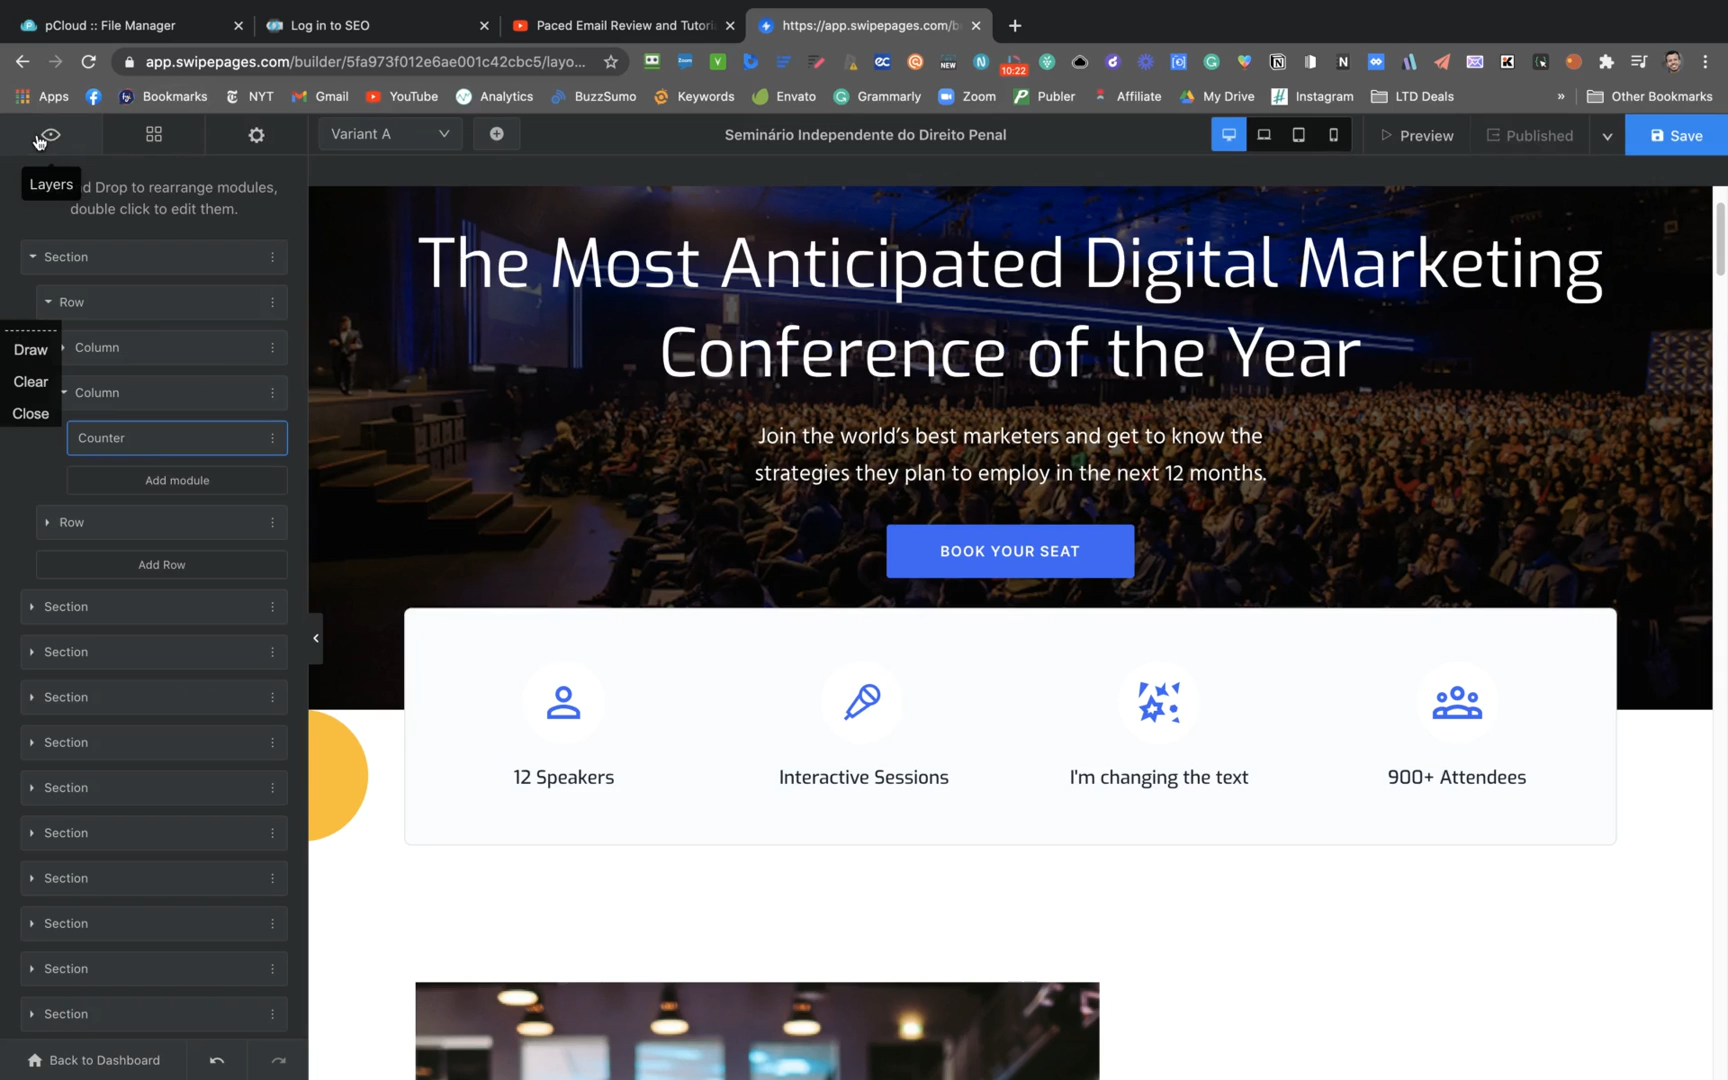 pCloud :: File Manager
Log in to SEO
Paced Email Review and Tutori
https://app.swipepages.com/b
app.swipepages.com/builder/5fa973f012e6ae001c42cbc5/layo...
10:22
Apps
Bookmarks
NYT
Gmail
YouTube
Analytics
BuzzSumo
Keywords
Envato
Grammarly
Zoom
Publer
Affiliate
My Drive
Instagram
LTD Deals
»
Other Bookmarks
Variant A
Seminário Independente do Direito Penal
Preview
Published
Save
Layers
d Drop to rearrange modules,
double click to edit them.
Section
Row
Column
Column
Counter
Add module
Row
Add Row
Section
Section
Section
Section
Section
Section
Section
Section
Section
Section
Draw
Clear
Close
Back to Dashboard
The Most Anticipated Digital Marketing
Conference of the Year
Join the world's best marketers and get to know the
strategies they plan to employ in the next 12 months.
BOOK YOUR SEAT
12 Speakers
Interactive Sessions
I'm changing the text
900+ Attendees